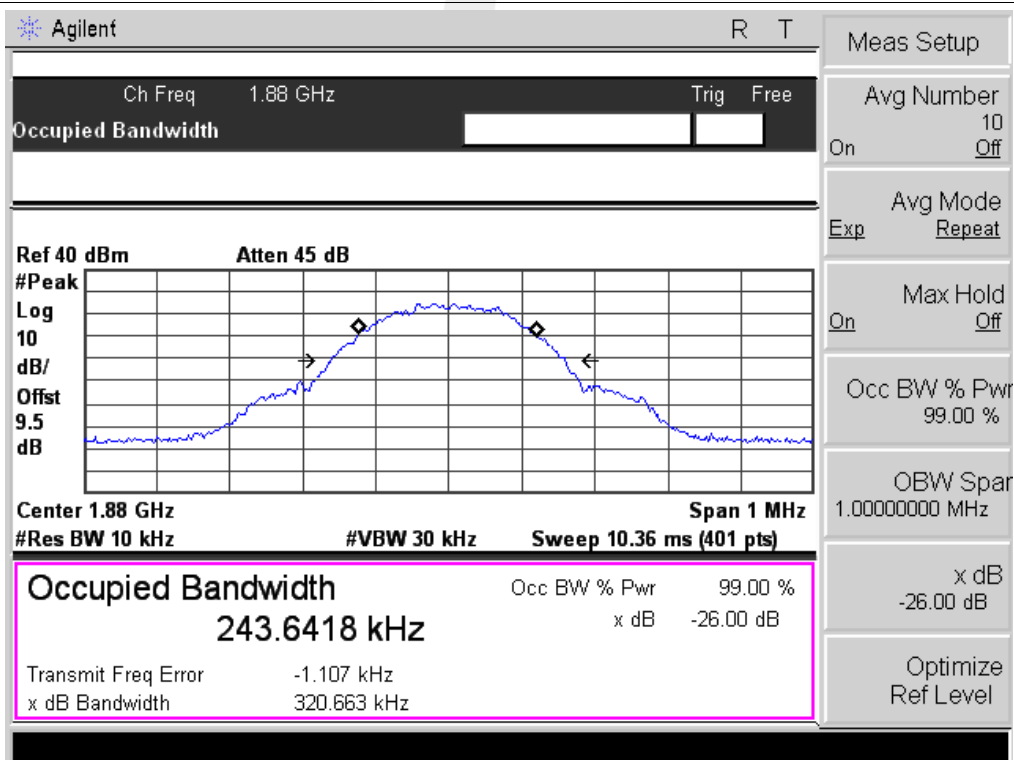 Agilent R T
Ch Freq 1.88 GHz Trig Free
Occupied Bandwidth
Ref 40 dBm Atten 45 dB
#Peak
Log
10
dB/
Offst
9.5
dB
Center 1.88 GHz Span 1 MHz
#Res BW 10 kHz #VBW 30 kHz Sweep 10.36 ms (401 pts)
Occupied Bandwidth Occ BW % Pwr 99.00 %
243.6418 kHz x dB -26.00 dB
Transmit Freq Error -1.107 kHz
x dB Bandwidth 320.663 kHz
Meas Setup
Avg Number
10
On Off
Avg Mode
Exp Repeat
Max Hold
On Off
Occ BW % Pwr
99.00 %
OBW Span
1.00000000 MHz
x dB
-26.00 dB
Optimize
Ref Level